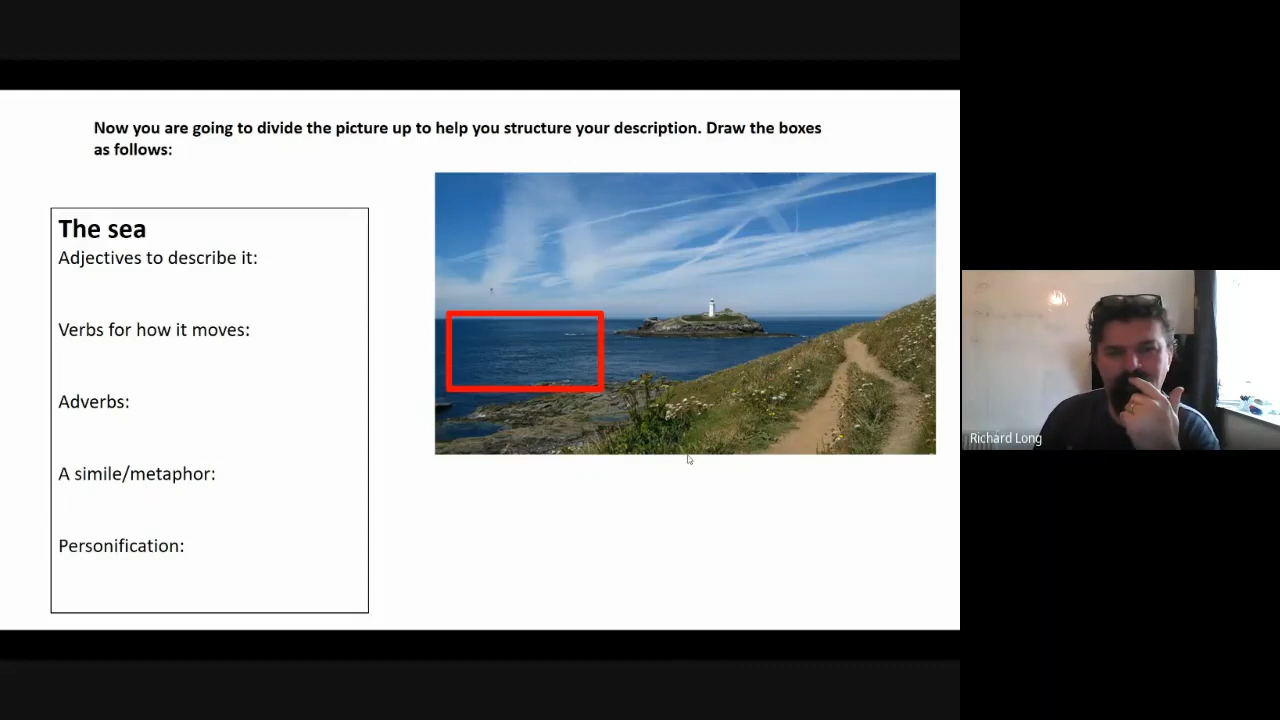 Now you are going to divide the picture up to help you structure your description. Draw the boxes
as follows:
The sea
Adjectives to describe it:
Verbs for how it moves:
Adverbs:
A simile/metaphor:
Personification:
Richard Long